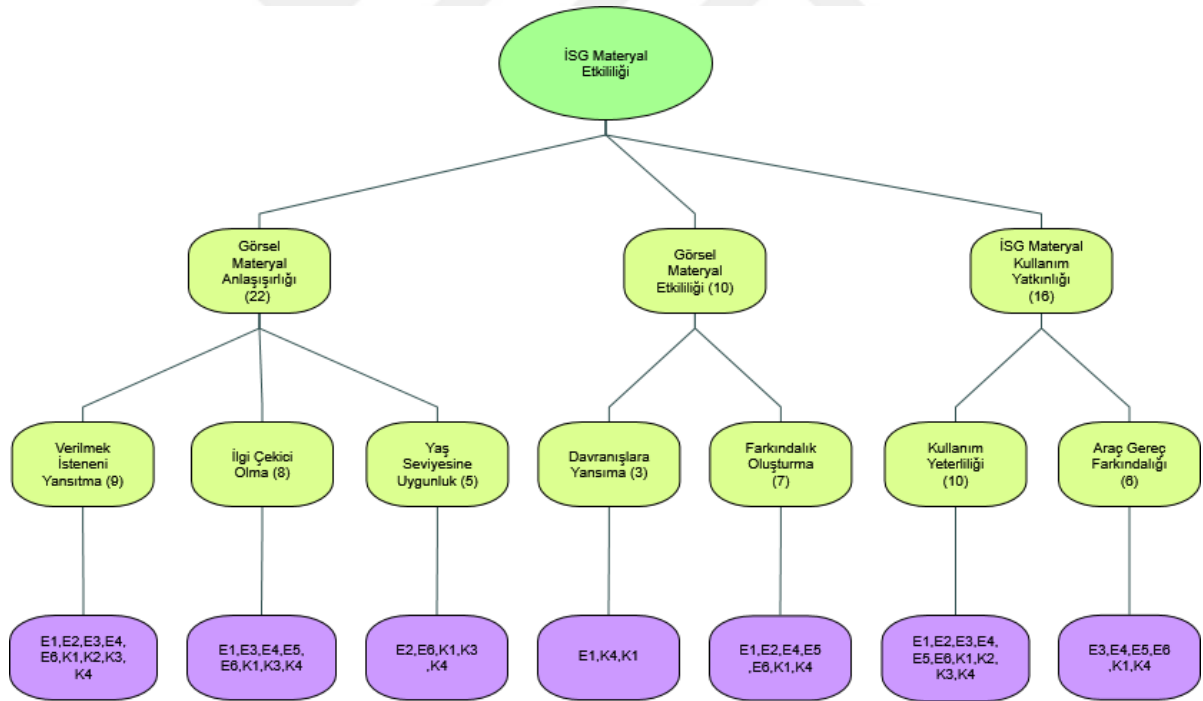 İSG Materyal
Etkililiği
Görsel
Materyal
Anlaşışırlığı
(22)
Görsel
Materyal
Etkililiği (10)
İSG Materyal
Kullanım
Yatkınlığı
(16)
Verilmek
İsteneni
Yansıtma (9)
İlgi Çekici
Olma (8)
Yaş
Seviyesine
Uygunluk (5)
Davranışlara
Yansıma (3)
Farkındalık
Oluşturma
(7)
Kullanım
Yeterliliği
(10)
Araç Gereç
Farkındalığı
(6)
E1,E2,E3,E4,
E6,K1,K2,K3,
K4
E1,E3,E4,E5,
E6,K1,K3,K4
E2,E6,K1,K3
,K4
E1,K4,K1
E1,E2,E4,E5
,E6,K1,K4
E1,E2,E3,E4,
E5,E6,K1,K2,
K3,K4
E3,E4,E5,E6
,K1,K4